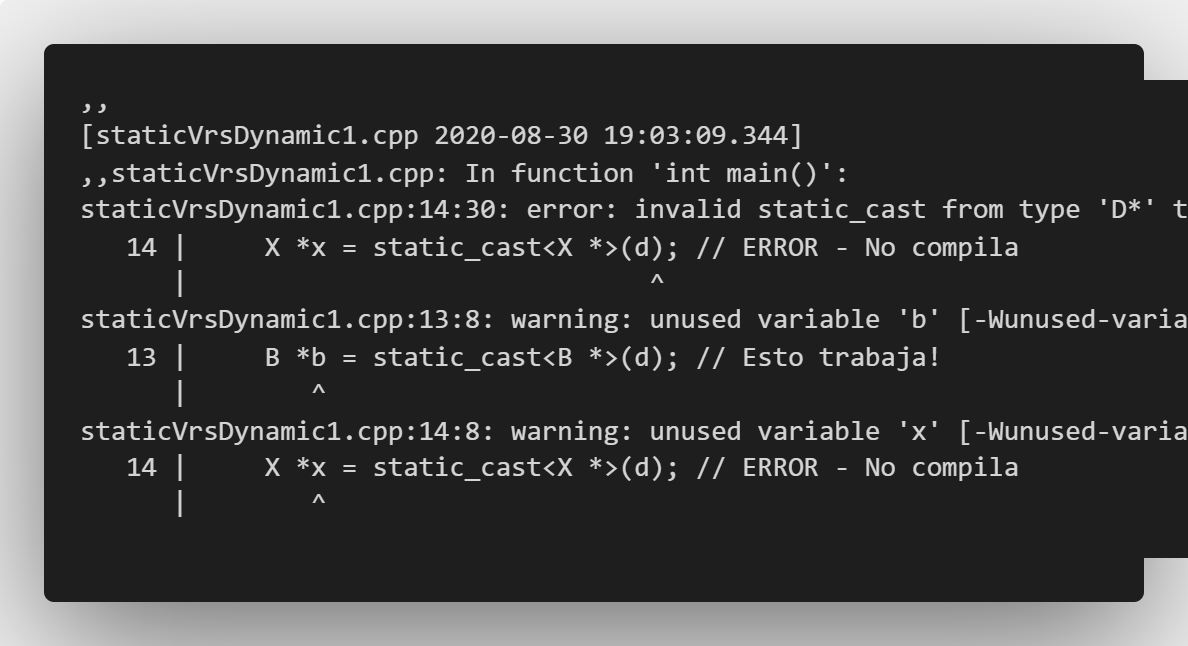 ,,
[staticVrsDynamic1.cpp 2020-08-30 19:03:09.344]
,,staticVrsDynamic1.cpp: In function 'int main()':
staticVrsDynamic1.cpp:14:30: error: invalid static_cast from type 'D*' t
   14 |     X *x = static_cast<X *>(d); // ERROR - No compila
      |                              ^
staticVrsDynamic1.cpp:13:8: warning: unused variable 'b' [-Wunused-varia
   13 |     B *b = static_cast<B *>(d); // Esto trabaja!
      |        ^
staticVrsDynamic1.cpp:14:8: warning: unused variable 'x' [-Wunused-varia
   14 |     X *x = static_cast<X *>(d); // ERROR - No compila
      |        ^